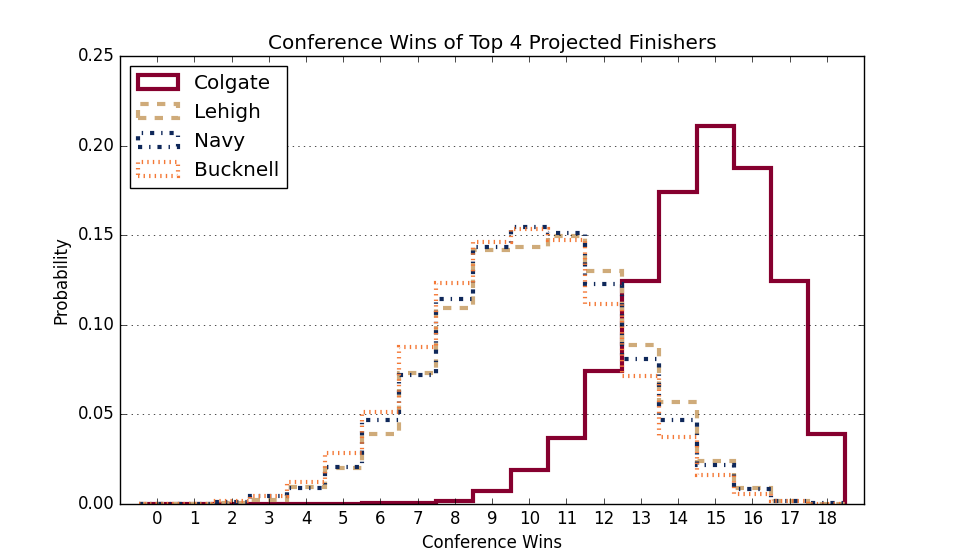 Conference Wins of Top 4 Projected Finishers
0.25
0.20
0.15
0.10
0.05
0.00
Probability
Colgate
Lehigh
Navy
Bucknell
0 1 2 3 4 5 6 7 8 9 10 11 12 13 14 15 16 17 18
Conference Wins